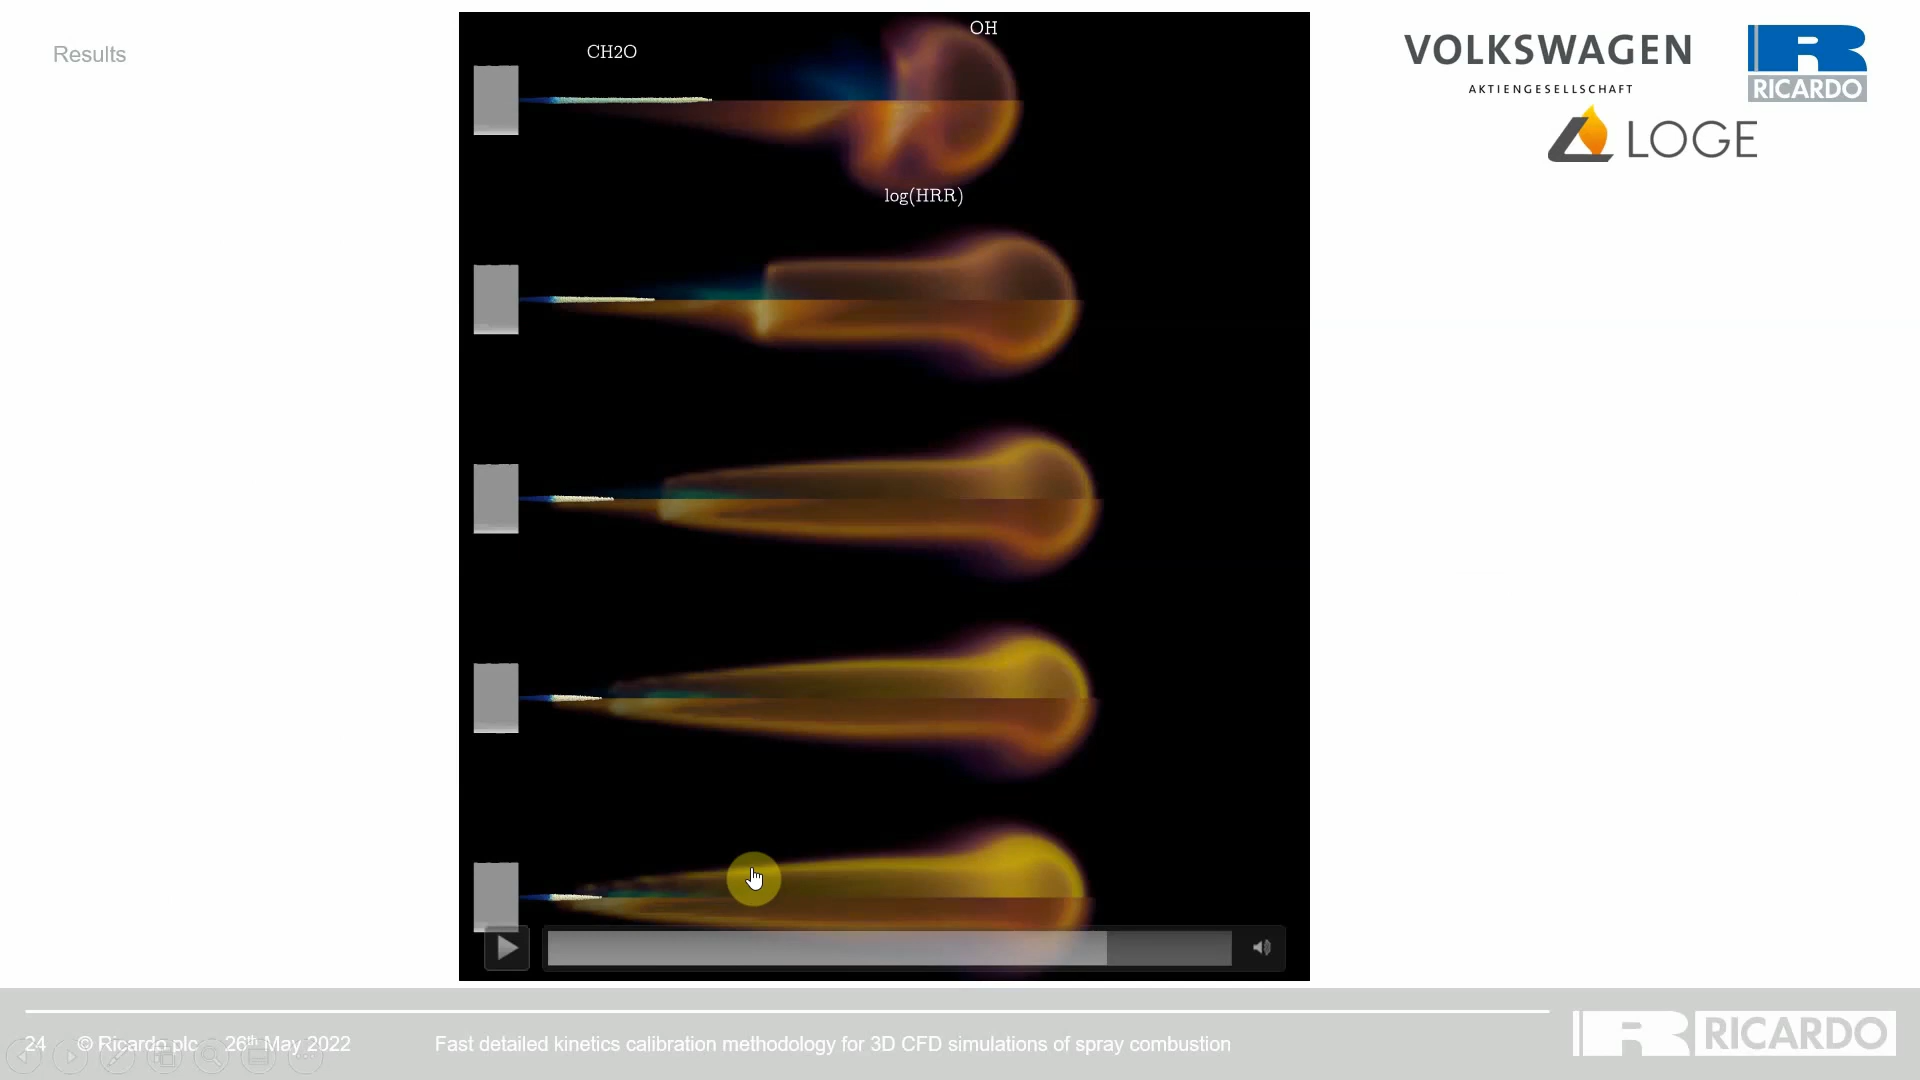 Results
CH2O
OH
log(HRR)
VOLKSWAGEN
AKTIENGESELLSCHAFT
RICARDO
LOGE
24 © Ricardo plc 26th May 2022 Fast detailed kinetics calibration methodology for 3D CFD simulations of spray combustion
RICARDO